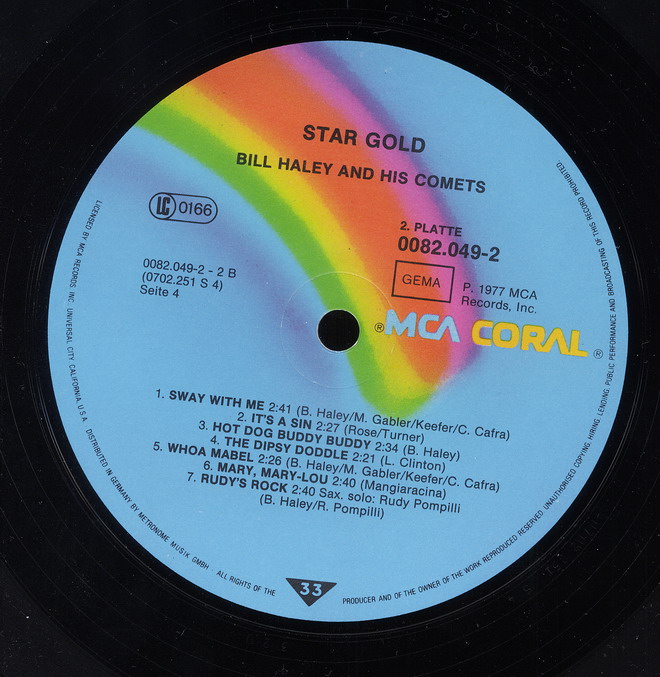 STAR GOLD
BILL HALEY AND HIS COMETS
LC 0166
2. PLATTE
0082.049-2
0082.049-2 - 2 B
(0702.251 S 4)
Seite 4
GEMA
P. 1977 MCA
Records, Inc.
® MCA CORAL ®
1. SWAY WITH ME 2:41 (B. Haley/M. Gabler/Keefer/C. Cafra)
2. IT'S A SIN 2:27 (Rose/Turner)
3. HOT DOG BUDDY BUDDY 2:34 (B. Haley)
4. THE DIPSY DODDLE 2:21 (L. Clinton)
5. WHOA MABEL 2:26 (B. Haley/M. Gabler/Keefer/C. Cafra)
6. MARY, MARY-LOU 2:40 (Mangiaracina)
7. RUDY'S ROCK 2:40 Sax. solo: Rudy Pompilli
(B. Haley/R. Pompilli)
LICENSED BY MCA RECORDS, INC. UNIVERSAL CITY, CALIFORNIA, U.S.A. DISTRIBUTED IN GERMANY BY METRONOME MUSIK GMBH ALL RIGHTS OF THE
33
PRODUCER AND OF THE OWNER OF THE WORK REPRODUCED RESERVED. UNAUTHORISED COPYING, HIRING, LENDING, PUBLIC PERFORMANCE AND BROADCASTING OF THIS RECORD PROHIBITED.